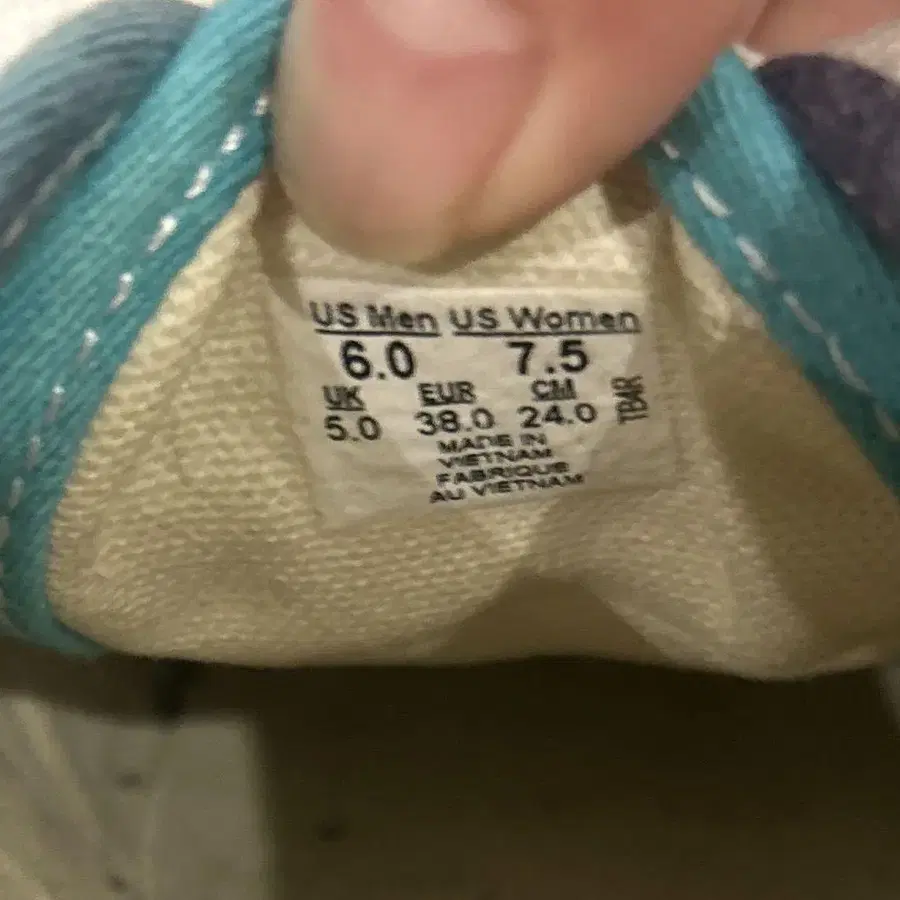 US Men US Women
6.0 7.5
UK EUR CM
5.0 38.0 24.0
TBAR
MADE IN
VIETNAM
FABRIQUE
AU VIETNAM